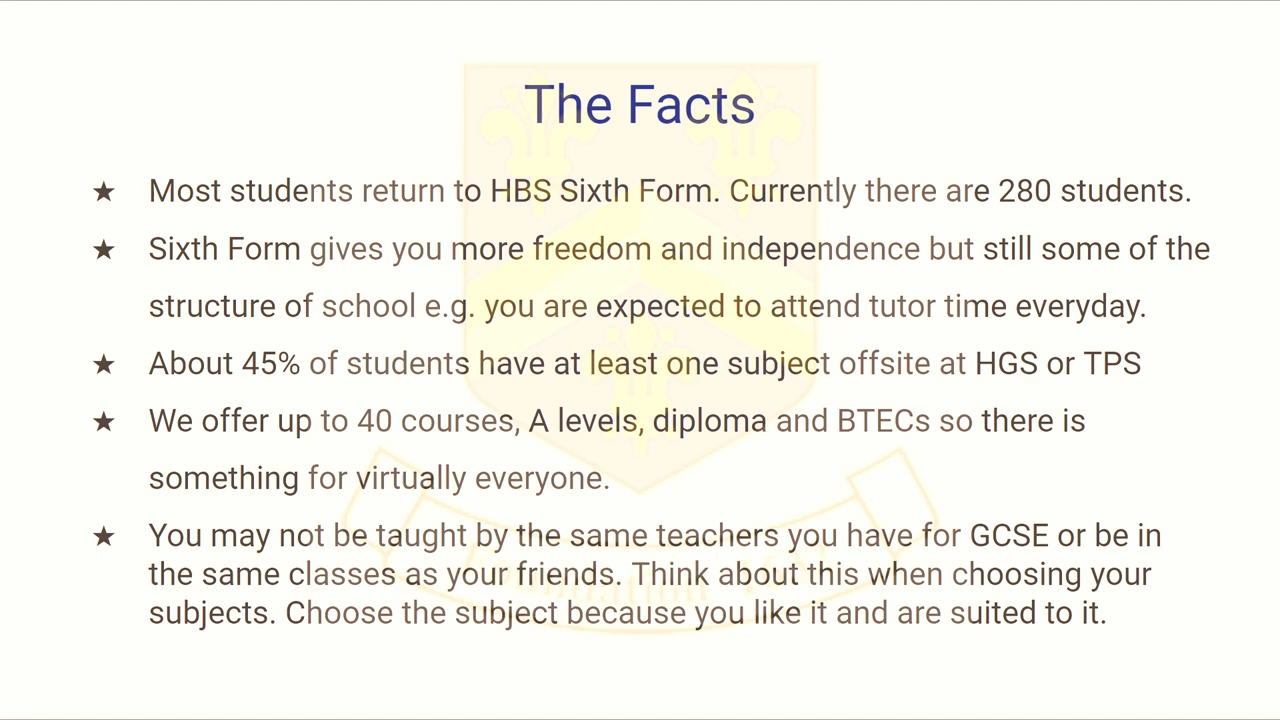 The Facts
★ Most students return to HBS Sixth Form. Currently there are 280 students.
★ Sixth Form gives you more freedom and independence but still some of the
structure of school e.g. you are expected to attend tutor time everyday.
★ About 45% of students have at least one subject offsite at HGS or TPS
★ We offer up to 40 courses, A levels, diploma and BTECs so there is
something for virtually everyone.
★ You may not be taught by the same teachers you have for GCSE or be in
the same classes as your friends. Think about this when choosing your
subjects. Choose the subject because you like it and are suited to it.